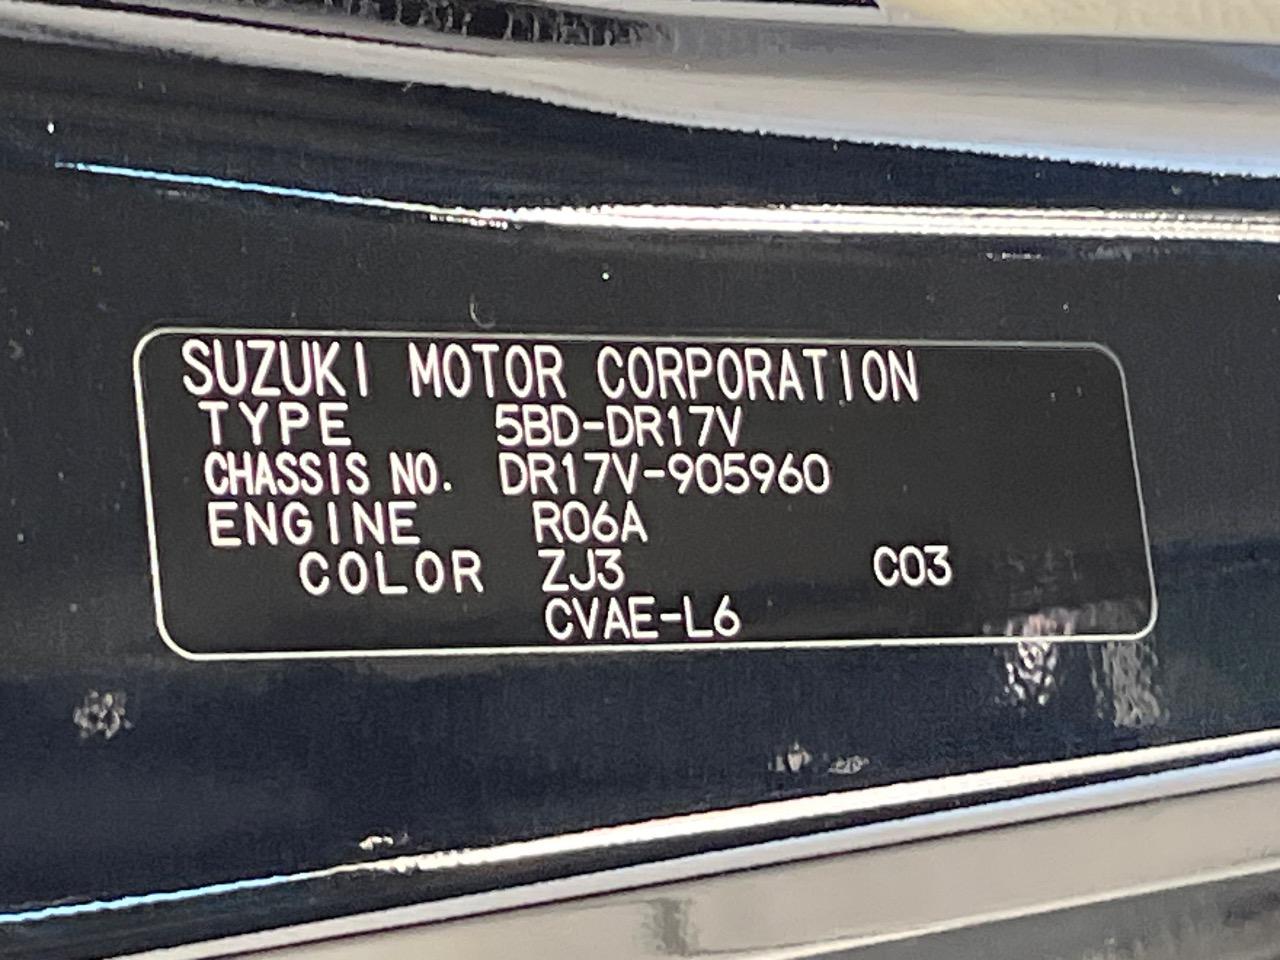 SUZUKI MOTOR CORPORATION
TYPE 5BD-DR17V
CHASSIS NO. DR17V-905960
ENGINE R06A
COLOR ZJ3 C03
CVAE-L6